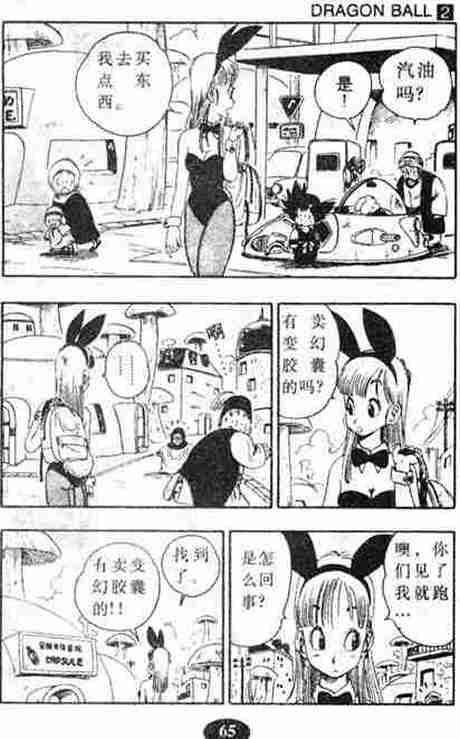 DRAGON BALL 2
汽油
吗?
是
!
我去买
点东
西。
有卖
变幻
胶囊
的吗?
啊
……
噢,你
们见了
我就跑
…
是怎
么回
事?
找到
了。
有卖变
幻胶囊
的!!
CAPSULE
65